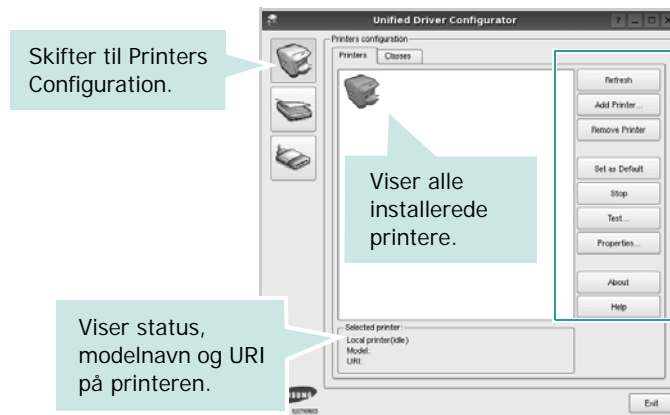 Unified Driver Configurator
Skifter til Printers
Configuration.
Printers configuration
Printers Classes
Refresh
Add Printer...
Remove Printer
Set as Default
Stop
Test...
Properties...
About
Help
Viser alle
installerede
printere.
Viser status,
modelnavn og URI
på printeren.
Selected printer:
Local printer(idle)
Model:
URI:
SUNG
ELECTRONICS
Exit